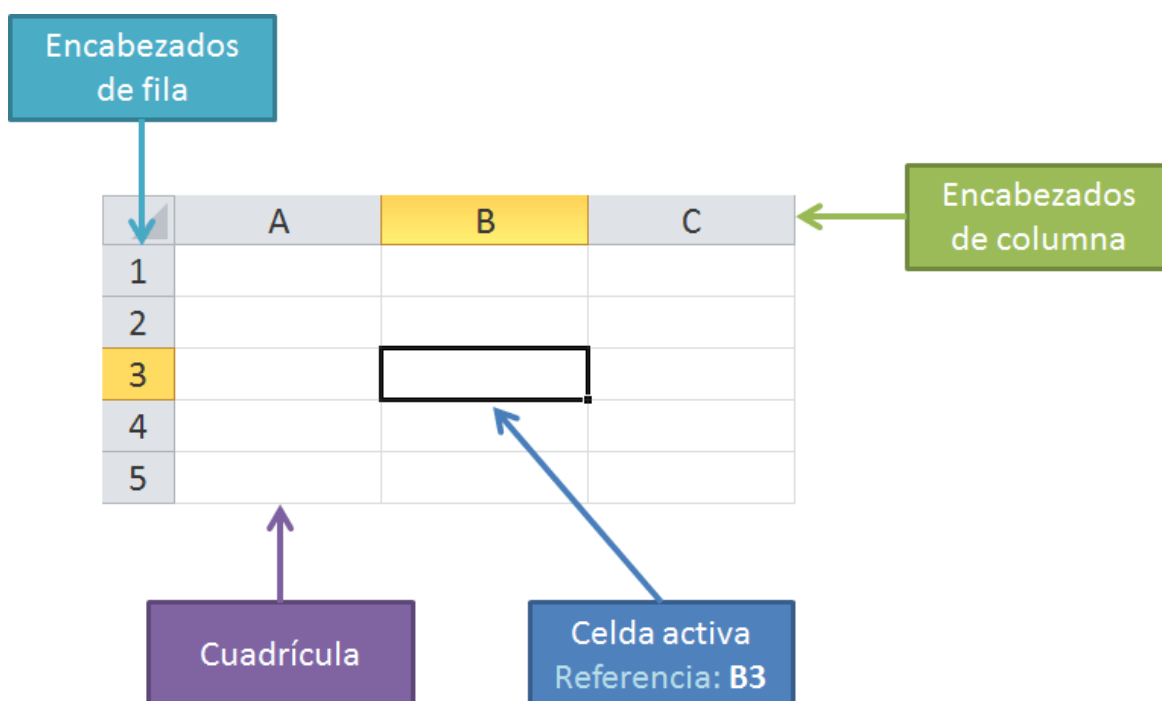 Encabezados
de fila
Encabezados
de columna
A B C
1
2
3
4
5
Cuadrícula
Celda activa
Referencia: B3